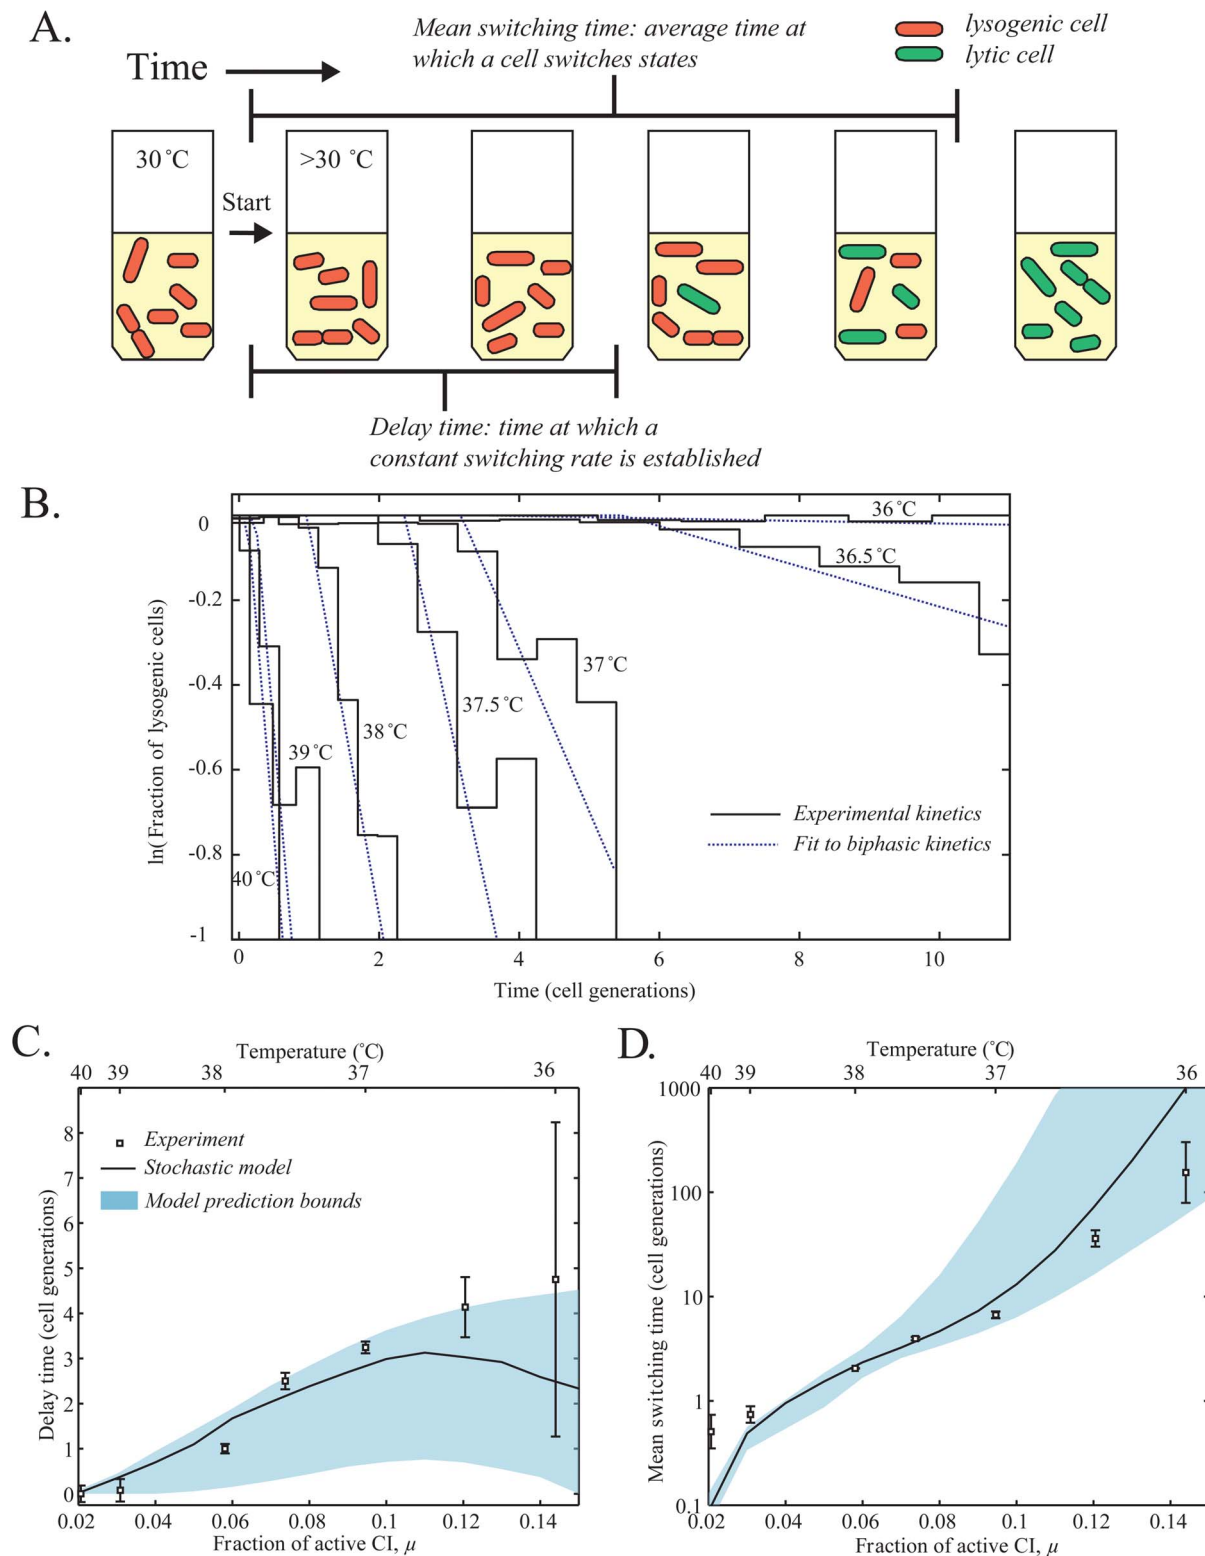 A.
Time
Mean switching time: average time at
which a cell switches states
lysogenic cell
lytic cell
30°C
Start
>30°C
Delay time: time at which a
constant switching rate is established
B.
ln(Fraction of lysogenic cells)
0
-0.2
-0.4
-0.6
-0.8
-1
36°C
36.5°C
37°C
37.5°C
38°C
39°C
40°C
Experimental kinetics
Fit to biphasic kinetics
0 2 4 6 8 10
Time (cell generations)
C.
Temperature (°C)
40 39 38 37 36
Delay time (cell generations)
8
7
6
5
4
3
2
1
0
Experiment
Stochastic model
Model prediction bounds
0.02 0.04 0.06 0.08 0.10 0.12 0.14
Fraction of active CI, μ
D.
Temperature (°C)
40 39 38 37 36
Mean switching time (cell generations)
1000
100
10
1
0.1
0.02 0.04 0.06 0.08 0.10 0.12 0.14
Fraction of active CI, μ